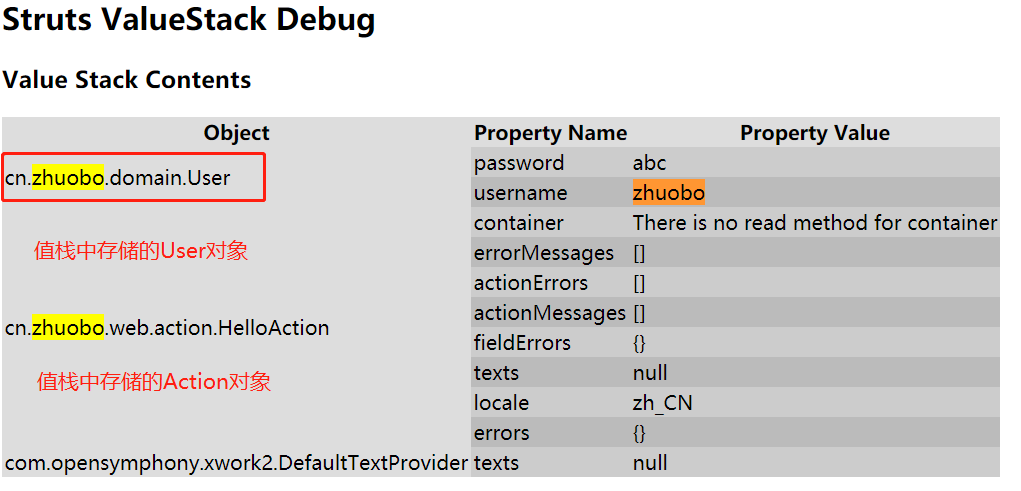 Struts ValueStack Debug
Value Stack Contents
Object Property Name Property Value
cn.zhuobo.domain.User
password abc
username zhuobo
值栈中存储的User对象
container There is no read method for container
errorMessages []
actionErrors []
actionMessages []
cn.zhuobo.web.action.HelloAction
fieldErrors {}
值栈中存储的Action对象
texts null
locale zh_CN
errors {}
com.opensymphony.xwork2.DefaultTextProvider texts null